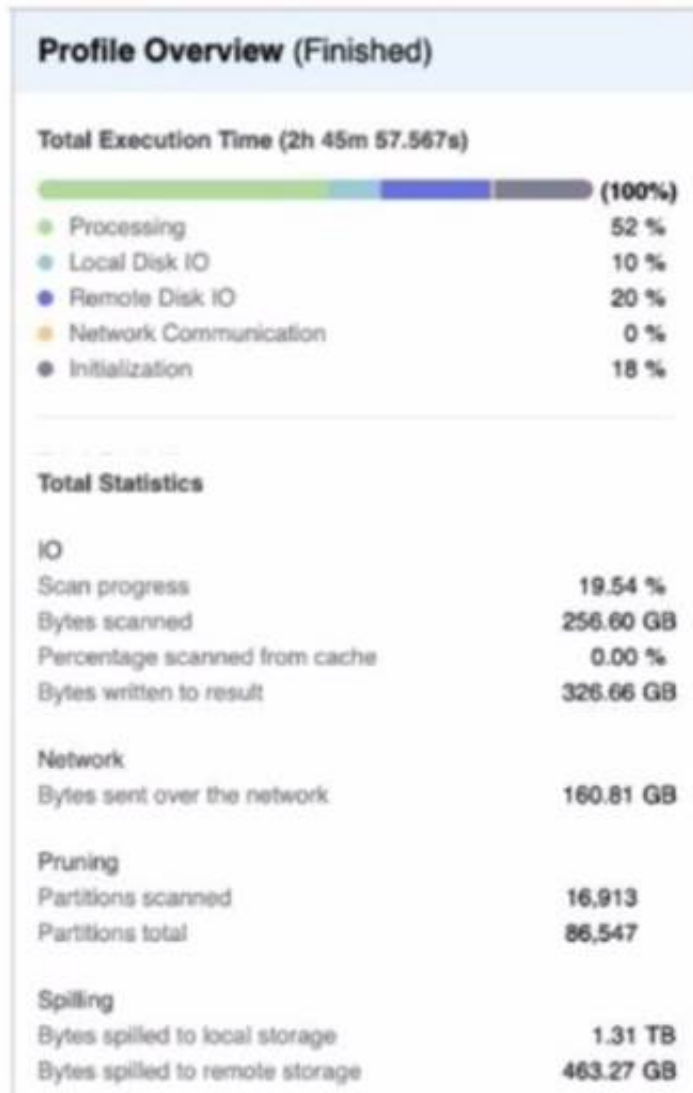 Profile Overview (Finished)
Total Execution Time (2h 45m 57.567s)
(100%)
Processing 52 %
Local Disk IO 10 %
Remote Disk IO 20 %
Network Communication 0 %
Initialization 18 %
Total Statistics
IO
Scan progress 19.54 %
Bytes scanned 256.60 GB
Percentage scanned from cache 0.00 %
Bytes written to result 326.66 GB
Network
Bytes sent over the network 160.81 GB
Pruning
Partitions scanned 16,913
Partitions total 86,547
Spilling
Bytes spilled to local storage 1.31 TB
Bytes spilled to remote storage 463.27 GB